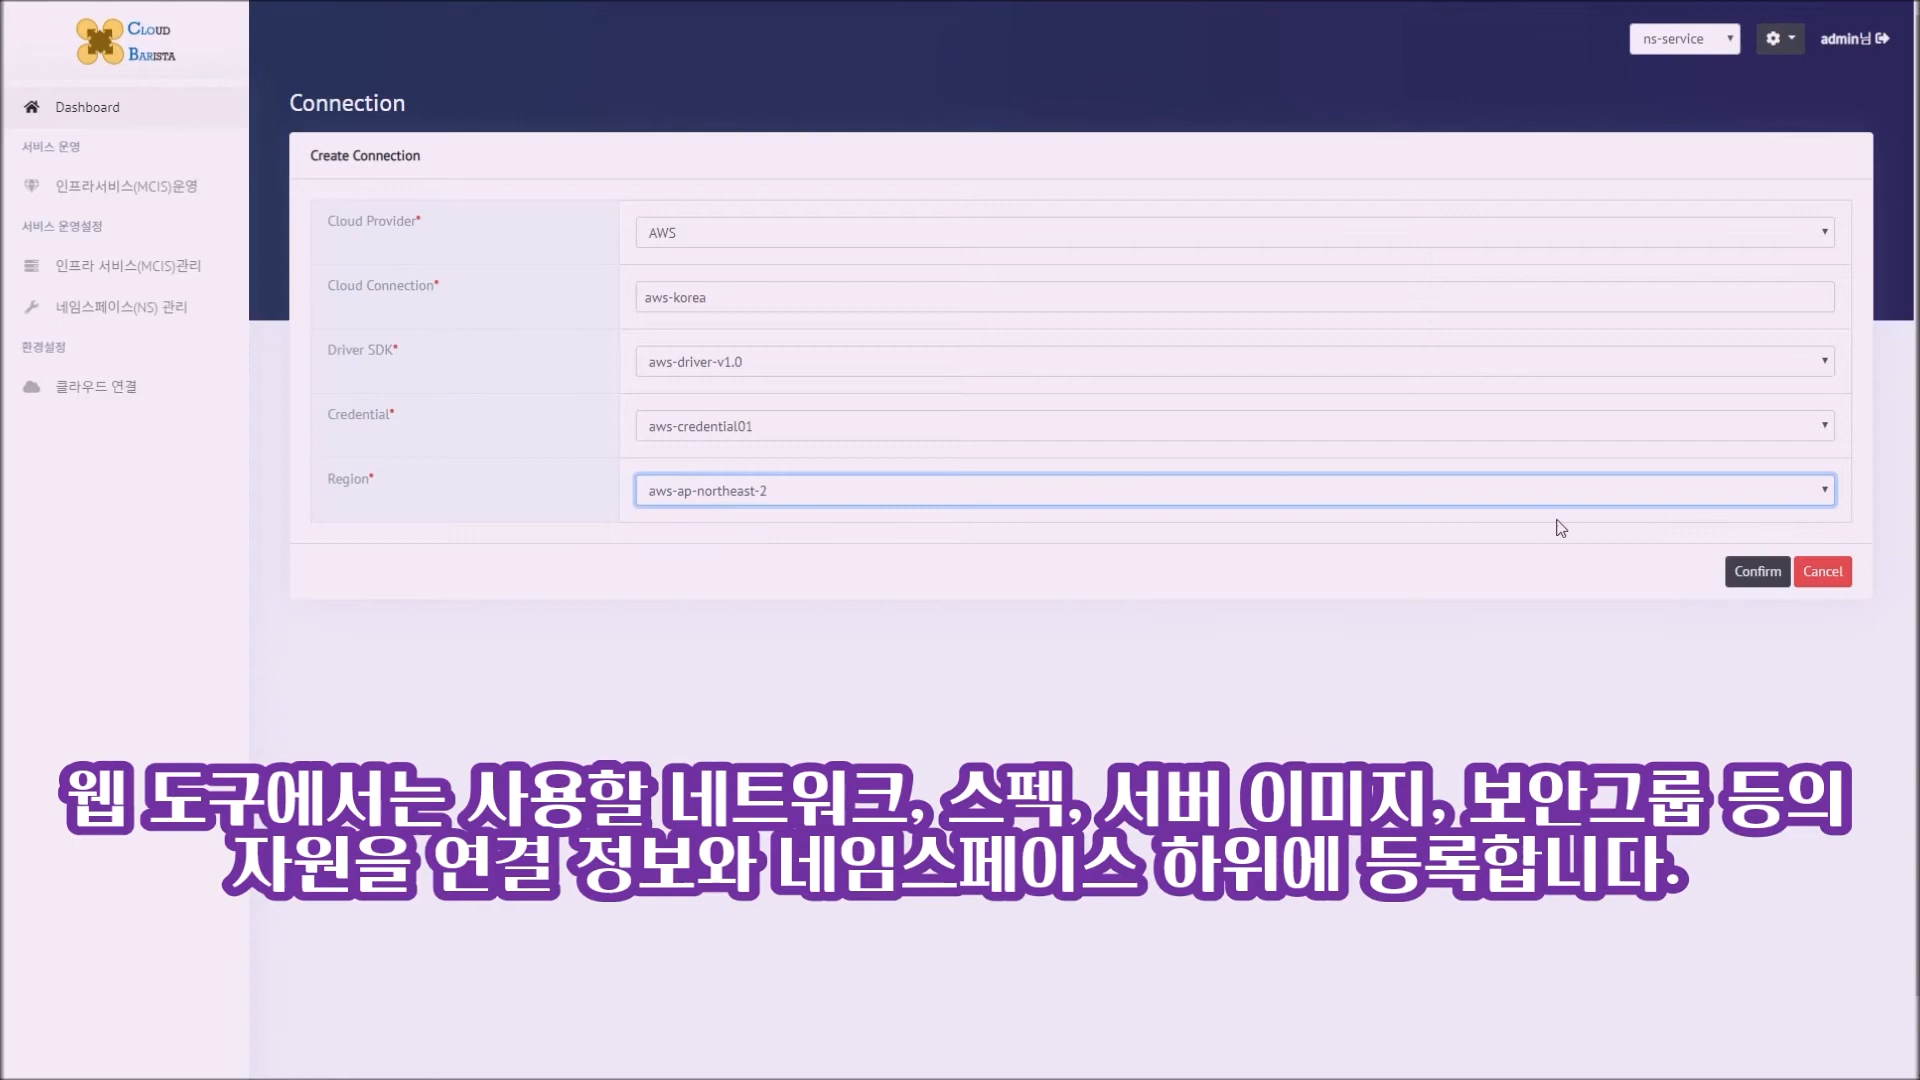 CLOUD
BARISTA
ns-service
admin님
Dashboard
서비스 운영
인프라서비스(MCIS)운영
서비스 운영설정
인프라 서비스(MCIS)관리
네임스페이스(NS) 관리
환경설정
클라우드 연결
Connection
Create Connection
Cloud Provider*
AWS
Cloud Connection*
aws-korea
Driver SDK*
aws-driver-v1.0
Credential*
aws-credential01
Region*
aws-ap-northeast-2
Confirm
Cancel
웹 도구에서는 사용할 네트워크, 스펙, 서버 이미지, 보안그룹 등의
자원을 연결 정보와 네임스페이스 하위에 등록합니다.